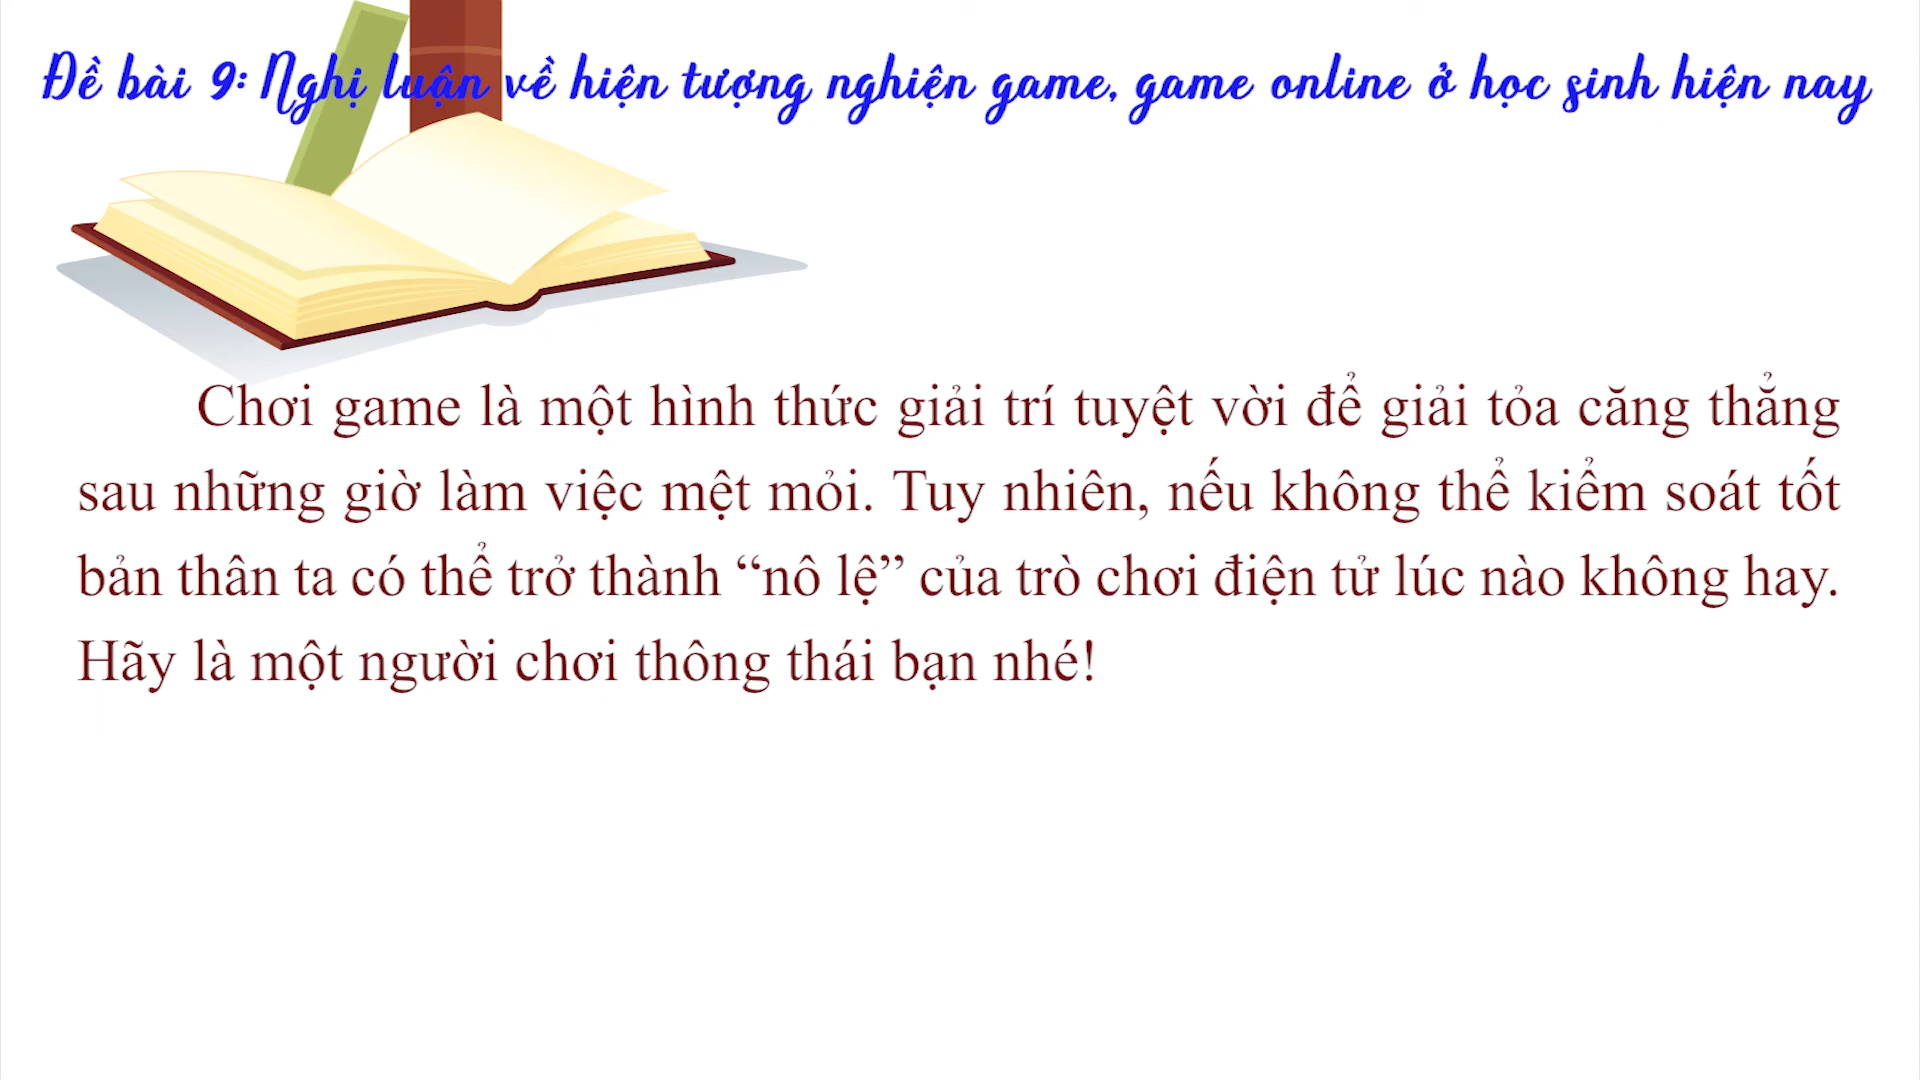 Đề bài 9: Nghị luận về hiện tượng nghiện game, game online ở học sinh hiện nay
Chơi game là một hình thức giải trí tuyệt vời để giải tỏa căng thẳng
sau những giờ làm việc mệt mỏi. Tuy nhiên, nếu không thể kiểm soát tốt
bản thân ta có thể trở thành “nô lệ” của trò chơi điện tử lúc nào không hay.
Hãy là một người chơi thông thái bạn nhé!